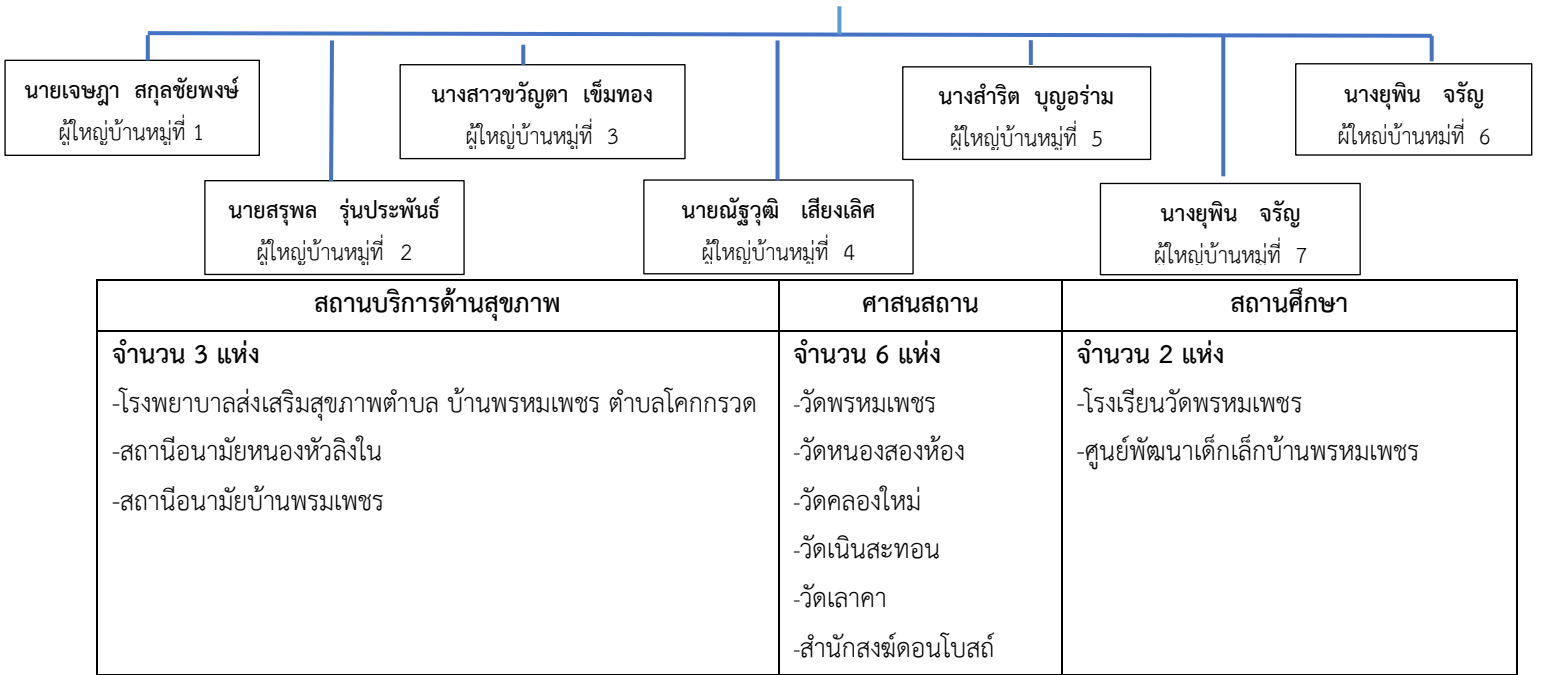 นายเจษฎา สกุลชัยพงษ์
ผู้ใหญ่บ้านหมู่ที่ 1
นางสาวขวัญตา เข็มทอง
ผู้ใหญ่บ้านหมู่ที่ 3
นางสำริต บุญอร่าม
ผู้ใหญ่บ้านหมู่ที่ 5
นางยุพิน จรัญ
ผู้ใหญ่บ้านหมู่ที่ 6
นายสรุพล รุ่นประพันธ์
ผู้ใหญ่บ้านหมู่ที่ 2
นายณัฐวุฒิ เสียงเลิศ
ผู้ใหญ่บ้านหมู่ที่ 4
นางยุพิน จรัญ
ผู้ใหญ่บ้านหมู่ที่ 7
สถานบริการด้านสุขภาพ
จำนวน 3 แห่ง
-โรงพยาบาลส่งเสริมสุขภาพตำบล บ้านพรหมเพชร ตำบลโคกกรวด
-สถานีอนามัยหนองหัวลิงใน
-สถานีอนามัยบ้านพรมเพชร
ศาสนสถาน
จำนวน 6 แห่ง
-วัดพรหมเพชร
-วัดหนองสองห้อง
-วัดคลองใหม่
-วัดเนินสะทอน
-วัดเลาคา
-สำนักสงฆ์ดอนโบสถ์
สถานศึกษา
จำนวน 2 แห่ง
-โรงเรียนวัดพรหมเพชร
-ศูนย์พัฒนาเด็กเล็กบ้านพรหมเพชร